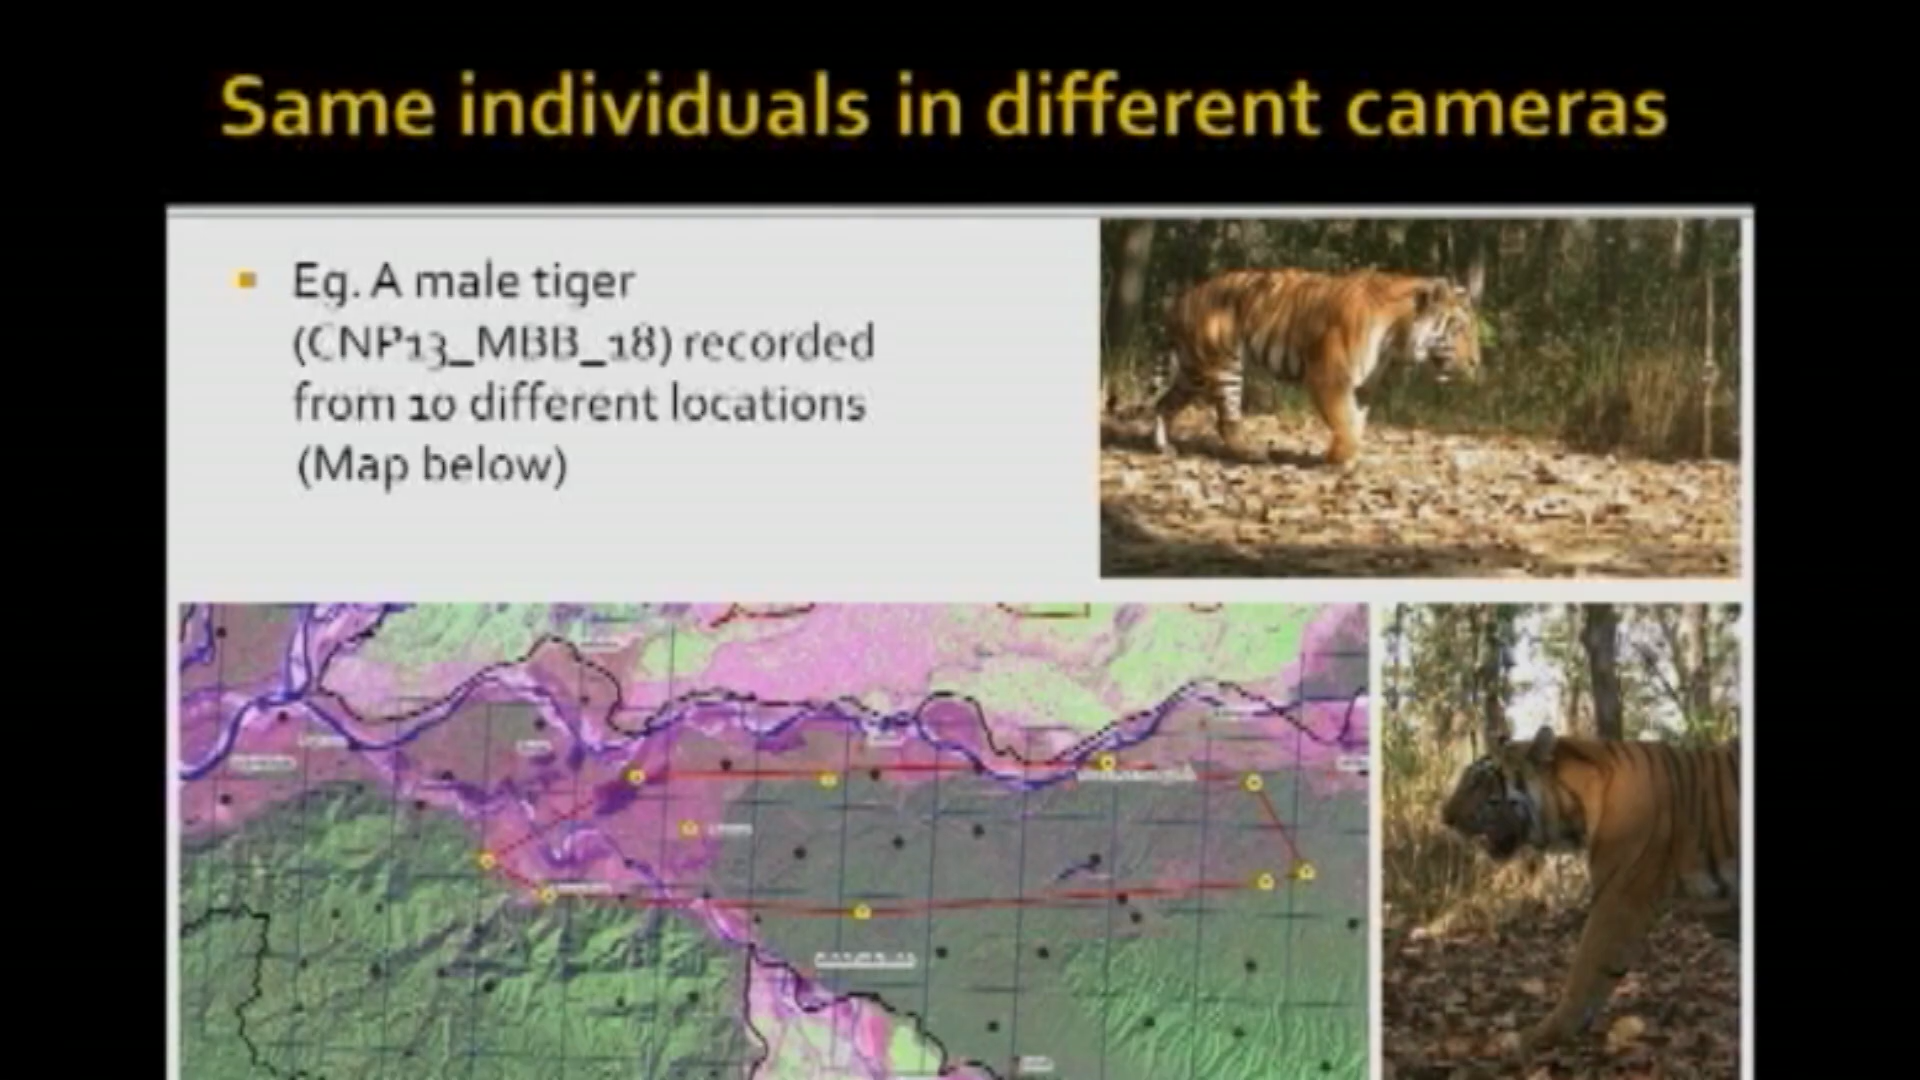 Same individuals in different cameras
Eg. A male tiger
(CNP13_MBB_18) recorded
from 10 different locations
(Map below)